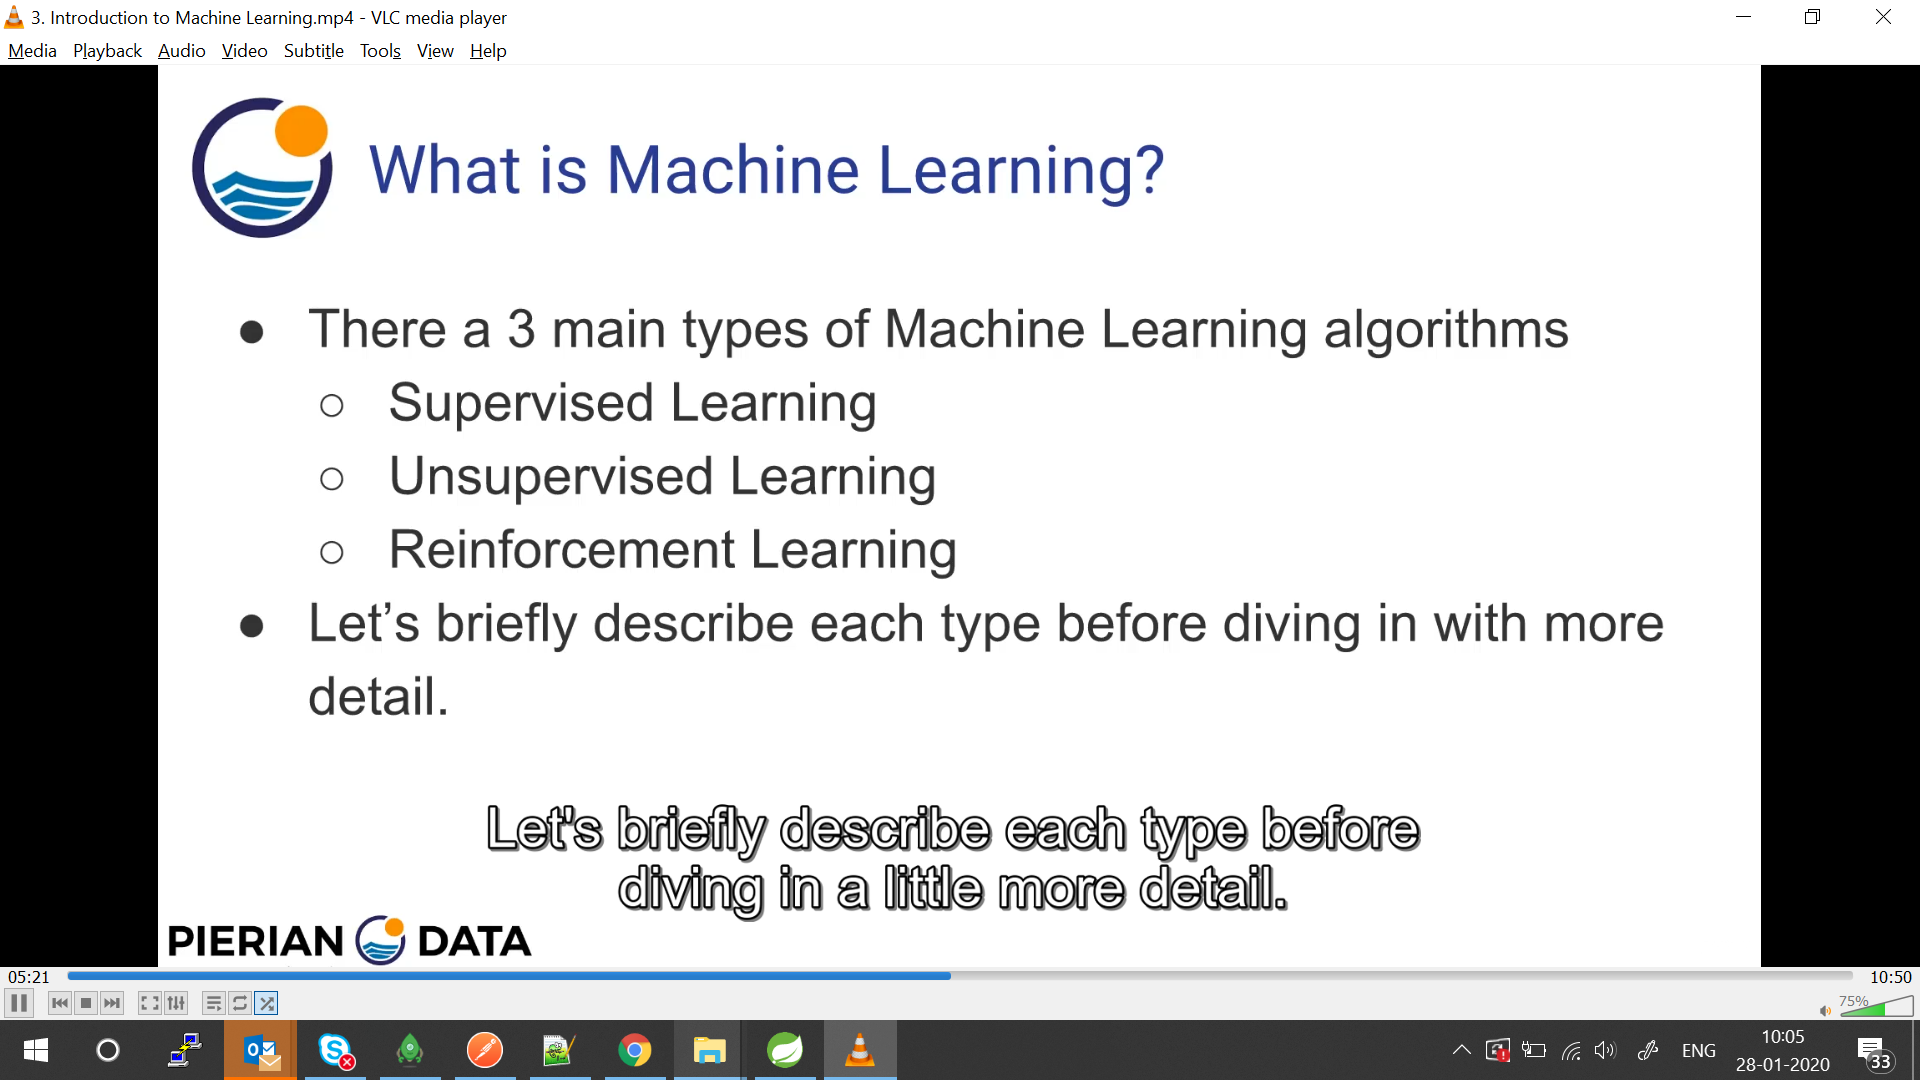 3. Introduction to Machine Learning.mp4 - VLC media player
Media Playback Audio Video Subtitle Tools View Help
What is Machine Learning?
● There a 3 main types of Machine Learning algorithms
○ Supervised Learning
○ Unsupervised Learning
○ Reinforcement Learning
● Let’s briefly describe each type before diving in with more
detail.
Let's briefly describe each type before
diving in a little more detail.
PIERIAN DATA
05:21 10:50
75%
ENG
10:05
28-01-2020
33